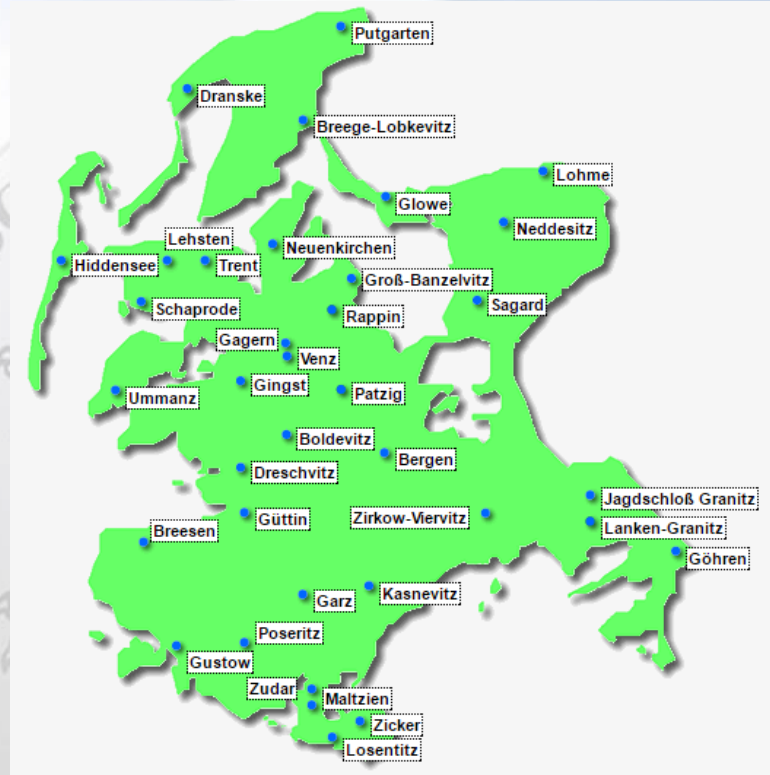 Putgarten
Dranske
Breege-Lobkevitz
Lohme
Glowe
Neddesitz
Lehsten
Neuenkirchen
Hiddensee
Trent
Groß-Banzelvitz
Schaprode
Sagard
Rappin
Gagern
Venz
Gingst
Ummanz
Patzig
Boldevitz
Bergen
Dreschvitz
Jagdschloß Granitz
Güttin
Zirkow-Viervitz
Lanken-Granitz
Breesen
Göhren
Kasnevitz
Garz
Poseritz
Gustow
Zudar
Maltzien
Zicker
Losentitz